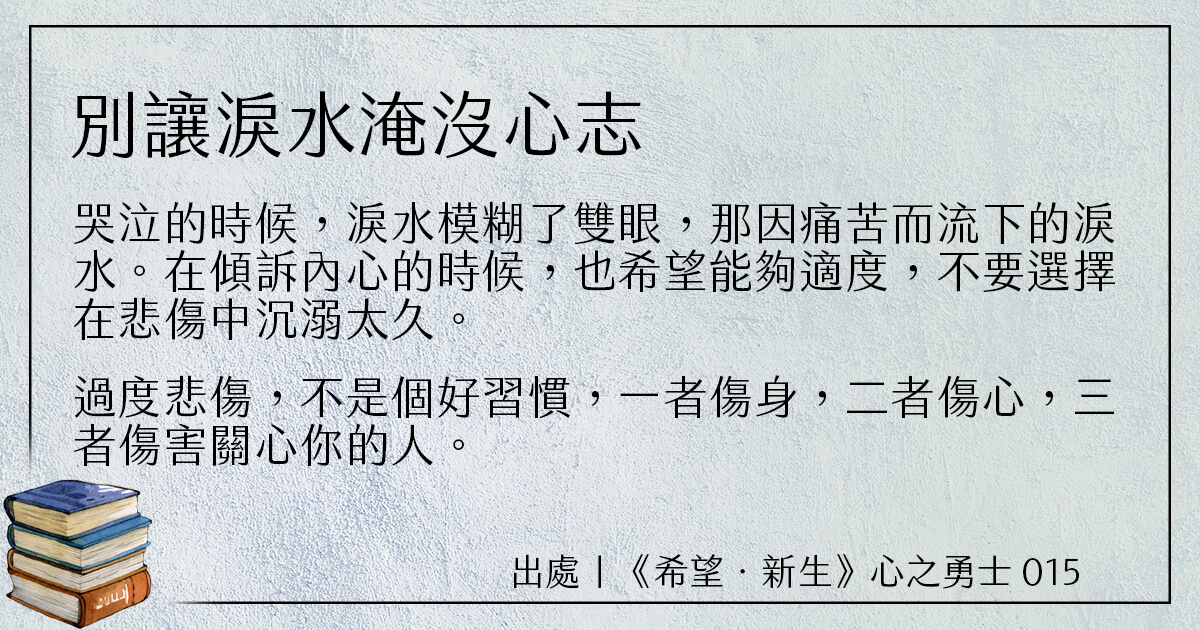 別讓淚水淹沒心志
哭泣的時候，淚水模糊了雙眼，那因痛苦而流下的淚
水。在傾訴內心的時候，也希望能夠適度，不要選擇
在悲傷中沉溺太久。
過度悲傷，不是個好習慣，一者傷身，二者傷心，三
者傷害關心你的人。
出處｜《希望．新生》心之勇士 015